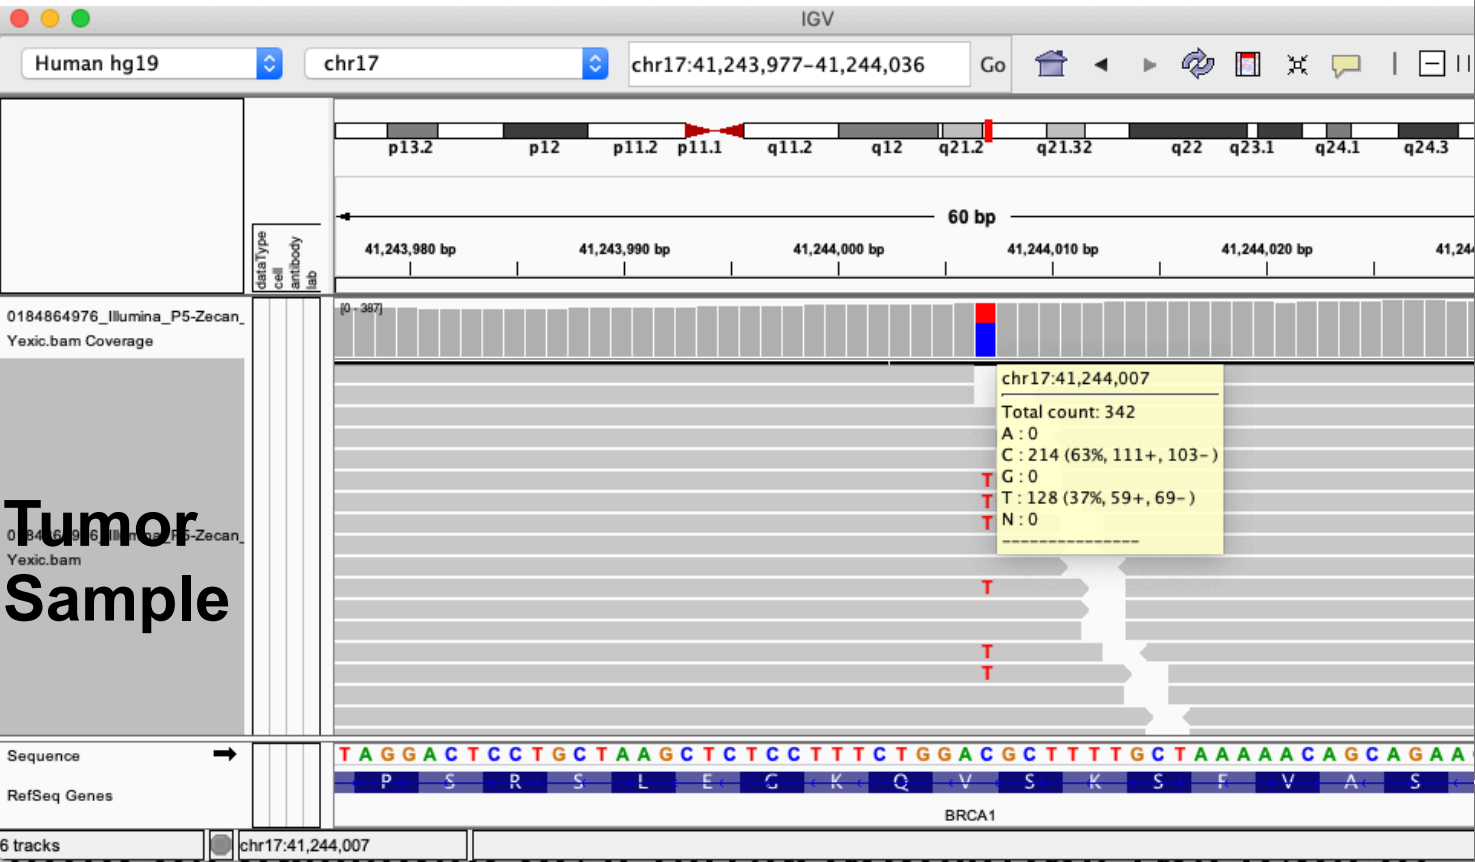 IGV
Human hg19 chr17 chr17:41,243,977-41,244,036 Go
p13.2 p12 p11.2 p11.1 q11.2 q12 q21.2 q21.32 q22 q23.1 q24.1 q24.3
60 bp
41,243,980 bp 41,243,990 bp 41,244,000 bp 41,244,010 bp 41,244,020 bp 41,24
dataType
cell
antibody
lab
0184864976_Illumina_P5-Zecan_
Yexic.bam Coverage
[0 - 387]
chr17:41,244,007
Total count: 342
A : 0
C : 214 (63%, 111+, 103-)
G : 0
T : 128 (37%, 59+, 69-)
N : 0
---------------
T
T
T
T
T
T
Tumor
Sample
Yexic.bam
Sequence
T A G G A C T C C T G C T A A G C T C T C C T T T C T G G A C G C T T T T G C T A A A A A C A G C A G A A
RefSeq Genes
P S R S L E G K Q V S K S F V A S
BRCA1
6 tracks chr17:41,244,007